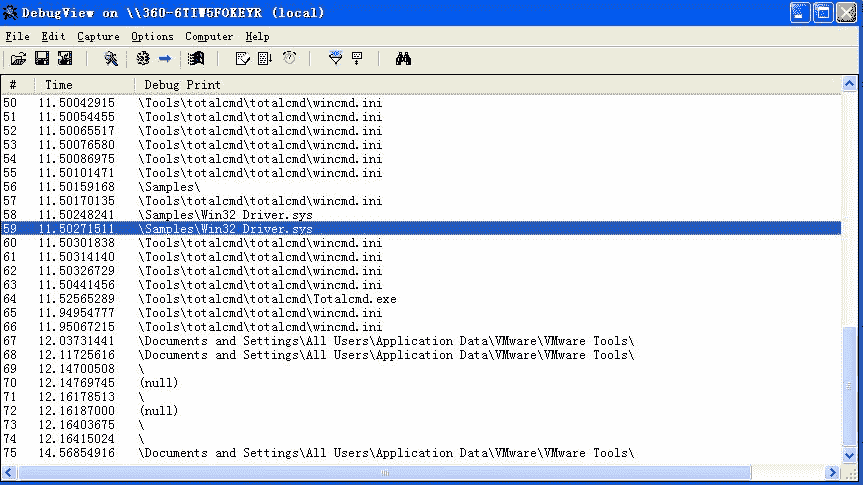 DebugView on \\360-6TIW5FOKEYR (local)
File Edit Capture Options Computer Help
# Time Debug Print
50 11.50042915 \Tools\totalcmd\totalcmd\wincmd.ini
51 11.50054455 \Tools\totalcmd\totalcmd\wincmd.ini
52 11.50065517 \Tools\totalcmd\totalcmd\wincmd.ini
53 11.50076580 \Tools\totalcmd\totalcmd\wincmd.ini
54 11.50086975 \Tools\totalcmd\totalcmd\wincmd.ini
55 11.50101471 \Tools\totalcmd\totalcmd\wincmd.ini
56 11.50159168 \Samples\
57 11.50170135 \Tools\totalcmd\totalcmd\wincmd.ini
58 11.50248241 \Samples\Win32 Driver.sys
59 11.50271511 \Samples\Win32 Driver.sys
60 11.50301838 \Tools\totalcmd\totalcmd\wincmd.ini
61 11.50314140 \Tools\totalcmd\totalcmd\wincmd.ini
62 11.50326729 \Tools\totalcmd\totalcmd\wincmd.ini
63 11.50441456 \Tools\totalcmd\totalcmd\wincmd.ini
64 11.52565289 \Tools\totalcmd\totalcmd\Totalcmd.exe
65 11.94954777 \Tools\totalcmd\totalcmd\wincmd.ini
66 11.95067215 \Tools\totalcmd\totalcmd\wincmd.ini
67 12.03731441 \Documents and Settings\All Users\Application Data\VMware\VMware Tools\
68 12.11725616 \Documents and Settings\All Users\Application Data\VMware\VMware Tools\
69 12.14700508 \
70 12.14769745 (null)
71 12.16178513 \
72 12.16187000 (null)
73 12.16403675 \
74 12.16415024 \
75 14.56854916 \Documents and Settings\All Users\Application Data\VMware\VMware Tools\